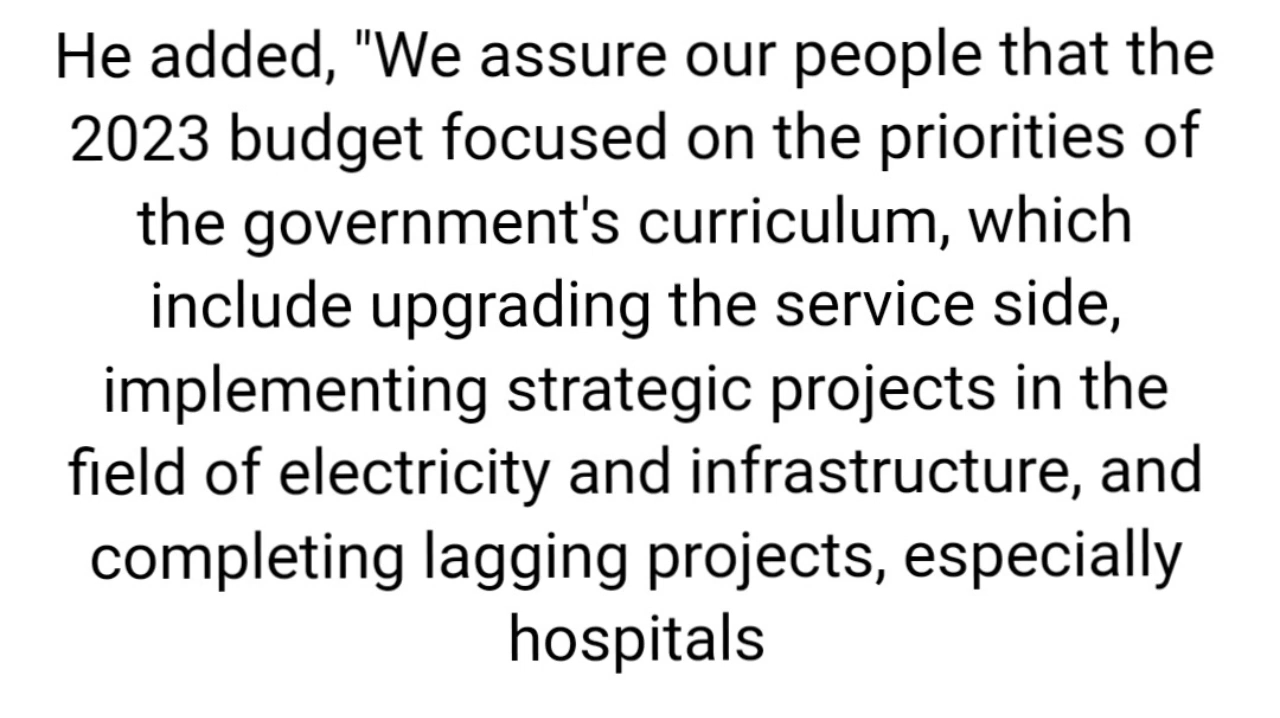 He added, "We assure our people that the
2023 budget focused on the priorities of
the government's curriculum, which
include upgrading the service side,
implementing strategic projects in the
field of electricity and infrastructure, and
completing lagging projects, especially
hospitals